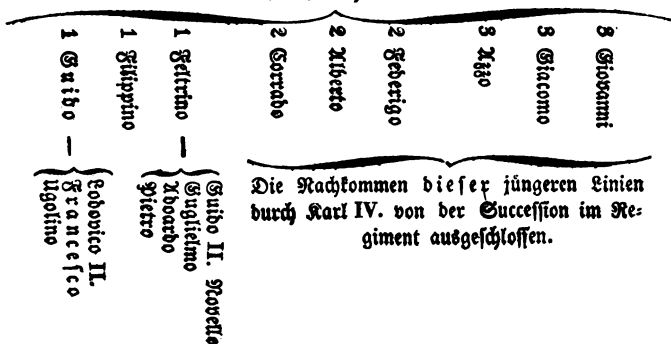 1 Guido —
1 Filippino
1 Feltrino —
2 Corrado
2 Alberto
2 Federigo
3 Azzo
3 Giacomo
3 Giovanni
Lodovico II.
Francesco
Ugolino
Guido II. Novello
Guglielmo
Aboardo
Pietro
Die Nachkommen dieser jüngeren Linien
durch Karl IV. von der Succession im Re⸗
giment ausgeschlossen.